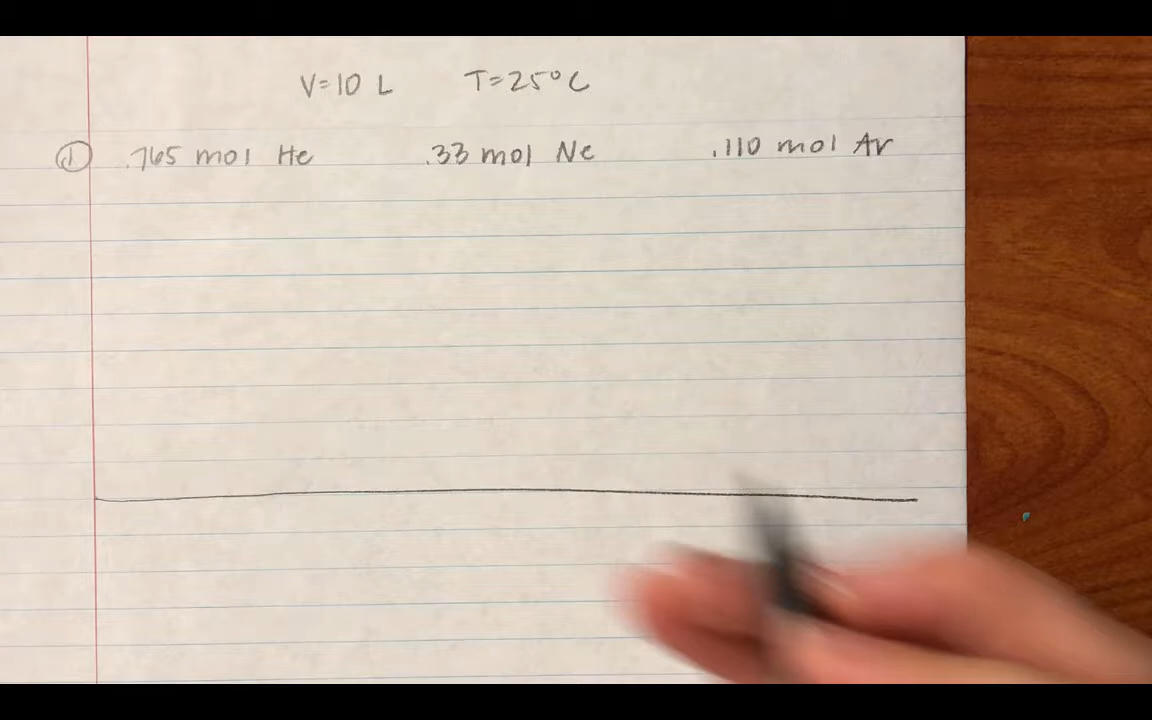 V=10 L T=25°C
① .765 mol He .33 mol Ne .110 mol Ar